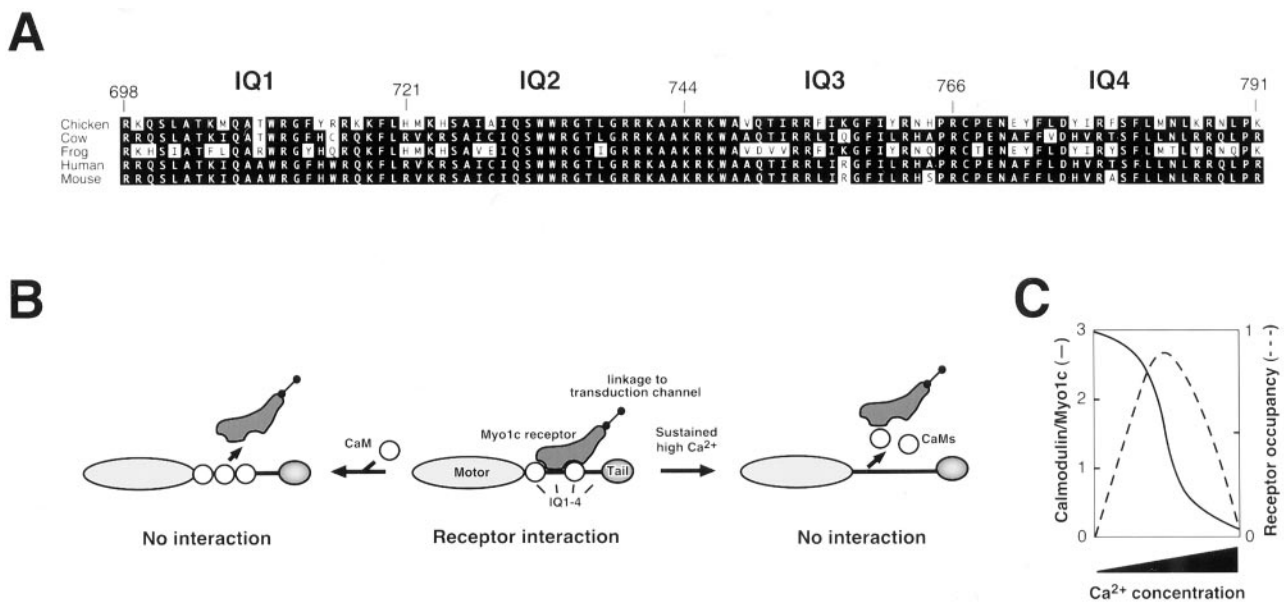 A
IQ1 IQ2 IQ3 IQ4
698 721 744 766 791
Chicken RKQSLATKMQATWRGFYRRKKFLHMKHSAIAIQSWWRGTLGRRKAAKRKWAVQTIRRFIKGFIYRNHPRCPENEYFLDYIRFSFLMNLKRNLPK
Cow RRQSLATKIQATWRGFHCRQKFLRVKRSAICIQSWWRGTLGRRKAAKRKWAAQTIRRLIQGFILRHAPRCPENAFFVDHVRTSFLLNLRRQLPR
Frog RKHSIATFLQARWRGYHQRQKFLHMKHSAVEIQSWWRGTIGRRKAAKRKWAVDVVRRFIKGFIYRNQPRCTENEYFLDYIRYSFLMTLYRNQPK
Human RRQSLATKIQAAWRGFHWRQKFLRVKRSAICIQSWWRGTLGRRKAAKRKWAAQTIRRLIRGFILRHAPRCPENAFFLDHVRTSFLLNLRRQLPR
Mouse RRQSLATKIQAAWRGFHWRQKFLRVKRSAICIQSWWRGTLGRRKAAKRKWAAQTIRRLIRGFILRHSPRCPENAFFLDHVRASFLLNLRRQLPR
B
CaM
No interaction
linkage to
transduction channel
Myo1c receptor
Motor
Tail
IQ1-4
Receptor interaction
Sustained
high Ca²⁺
CaMs
No interaction
C
Calmodulin/Myo1c (—)
3
2
1
0
1
0
Receptor occupancy (- - -)
Ca²⁺ concentration